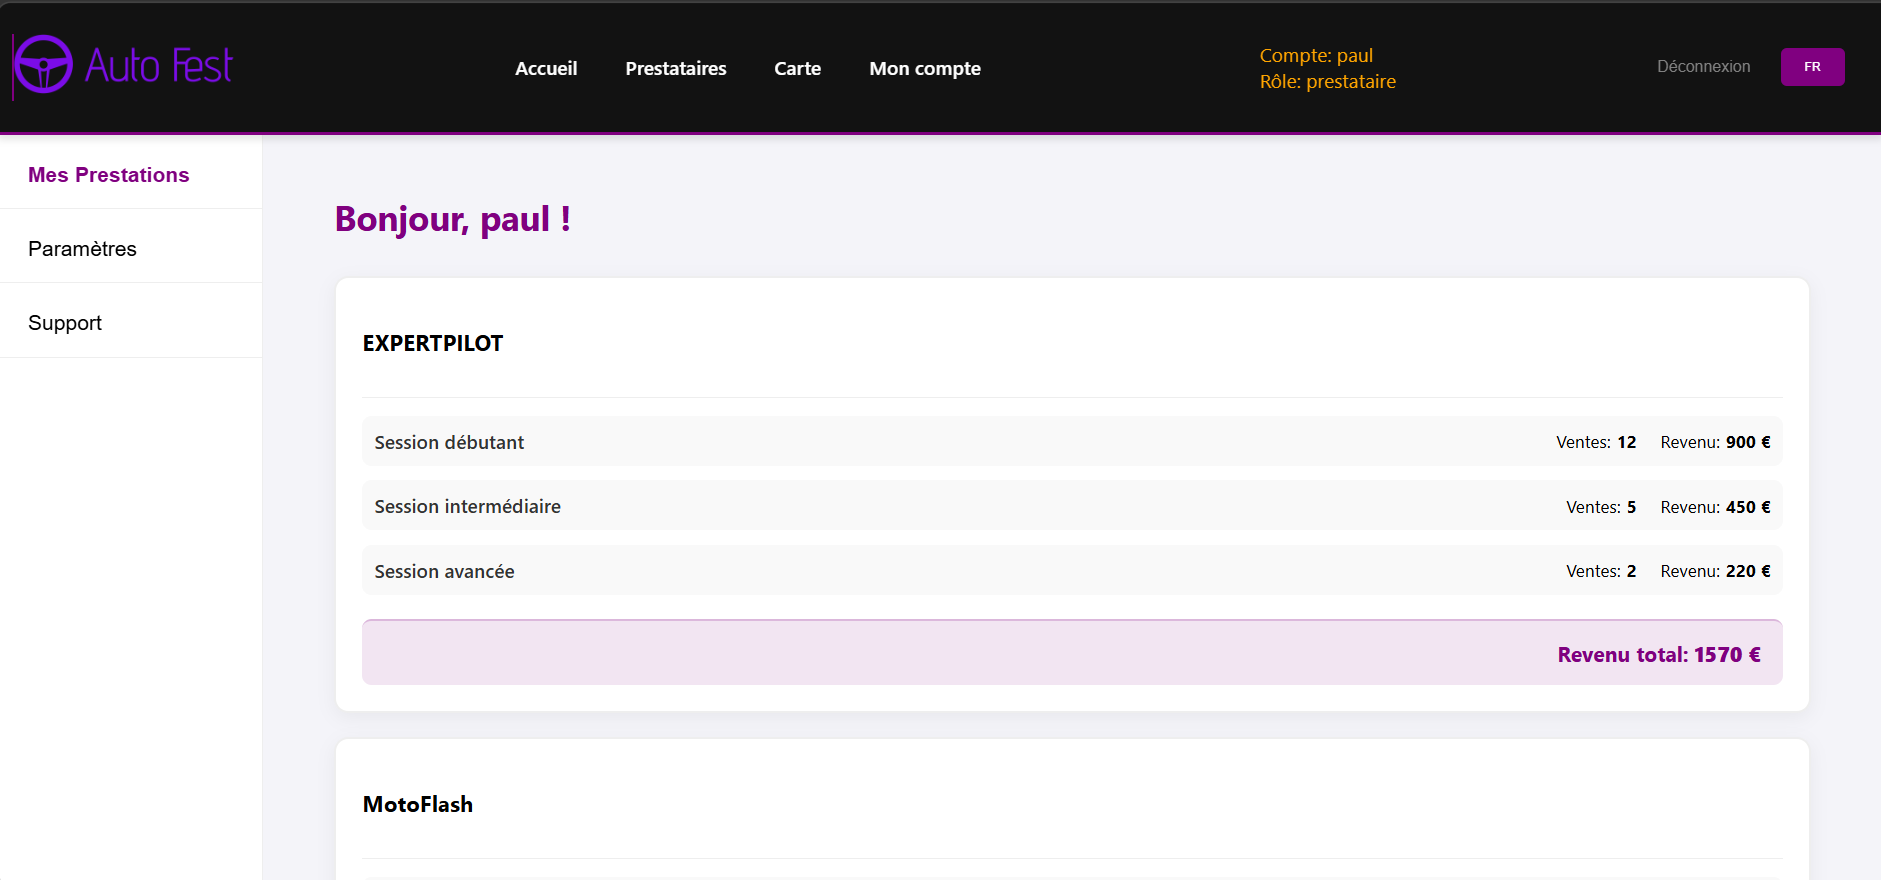 Auto Fest
Accueil Prestataires Carte Mon compte
Compte: paul
Rôle: prestataire
Déconnexion
FR
Mes Prestations
Paramètres
Support
Bonjour, paul !
EXPERTPILOT
Session débutant Ventes: 12 Revenu: 900 €
Session intermédiaire Ventes: 5 Revenu: 450 €
Session avancée Ventes: 2 Revenu: 220 €
Revenu total: 1570 €
MotoFlash